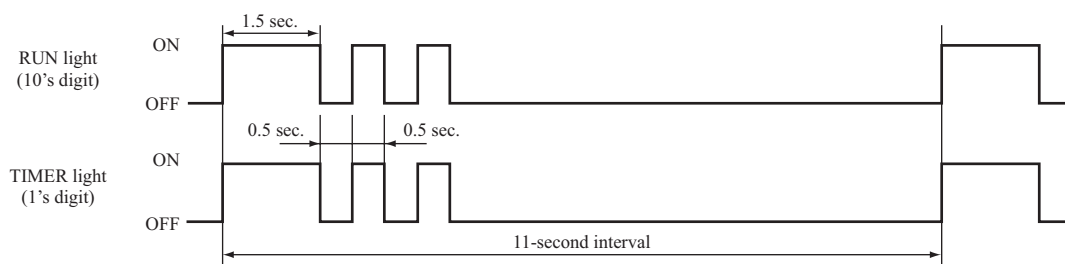 1.5 sec.
RUN light
(10’s digit)
ON
OFF
0.5 sec.
0.5 sec.
TIMER light
(1’s digit)
ON
OFF
11-second interval